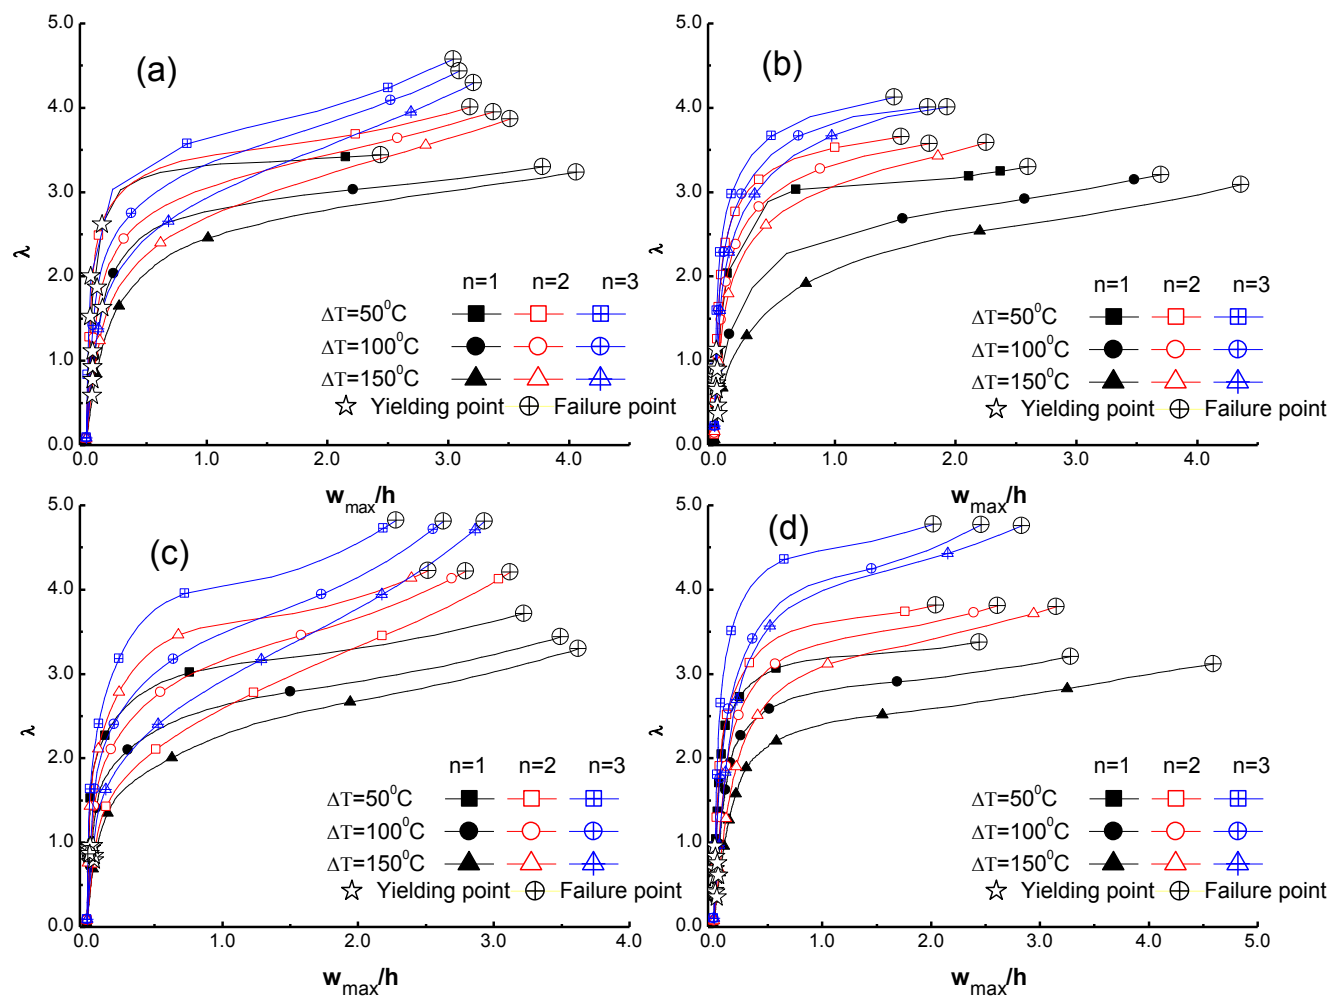 (a)
5.0
4.0
3.0
2.0
1.0
0.0
λ
n=1 n=2 n=3
ΔT=50⁰C
ΔT=100⁰C
ΔT=150⁰C
Yielding point Failure point
0.0 1.0 2.0 3.0 4.0
w_max/h
(b)
5.0
4.0
3.0
2.0
1.0
0.0
λ
n=1 n=2 n=3
ΔT=50⁰C
ΔT=100⁰C
ΔT=150⁰C
Yielding point Failure point
0.0 1.0 2.0 3.0 4.0
w_max/h
(c)
5.0
4.0
3.0
2.0
1.0
0.0
λ
n=1 n=2 n=3
ΔT=50⁰C
ΔT=100⁰C
ΔT=150⁰C
Yielding point Failure point
0.0 1.0 2.0 3.0 4.0
w_max/h
(d)
5.0
4.0
3.0
2.0
1.0
0.0
λ
n=1 n=2 n=3
ΔT=50⁰C
ΔT=100⁰C
ΔT=150⁰C
Yielding point Failure point
0.0 1.0 2.0 3.0 4.0 5.0
w_max/h